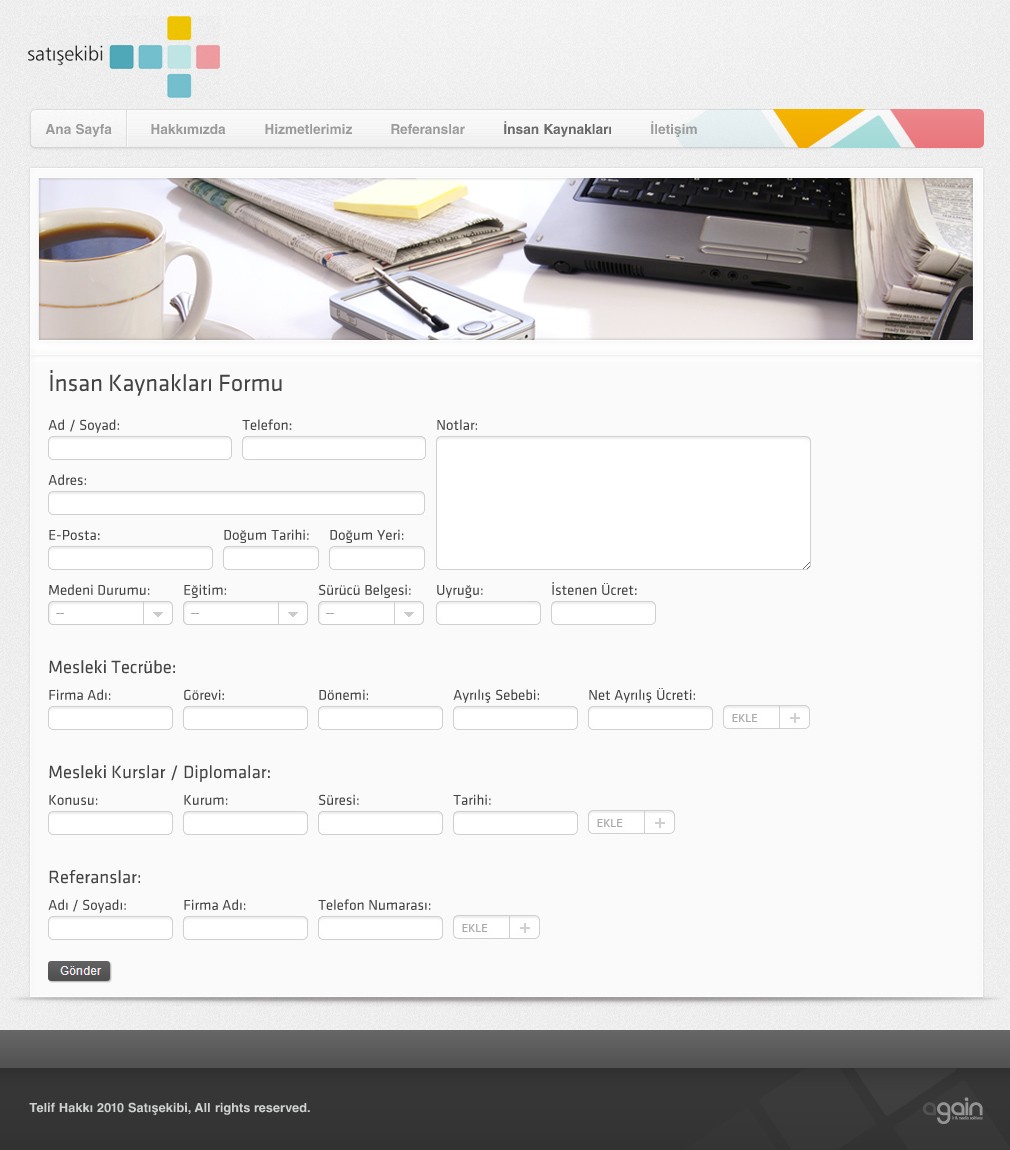 satışekibi
Ana Sayfa Hakkımızda Hizmetlerimiz Referanslar İnsan Kaynakları İletişim
İnsan Kaynakları Formu
Ad / Soyad: Telefon: Notlar:
Adres:
E-Posta: Doğum Tarihi: Doğum Yeri:
Medeni Durumu: Eğitim: Sürücü Belgesi: Uyruğu: İstenen Ücret:
-- -- --
Mesleki Tecrübe:
Firma Adı: Görevi: Dönemi: Ayrılış Sebebi: Net Ayrılış Ücreti:
EKLE +
Mesleki Kurslar / Diplomalar:
Konusu: Kurum: Süresi: Tarihi:
EKLE +
Referanslar:
Adı / Soyadı: Firma Adı: Telefon Numarası:
EKLE +
Gönder
Telif Hakkı 2010 Satışekibi, All rights reserved.
again